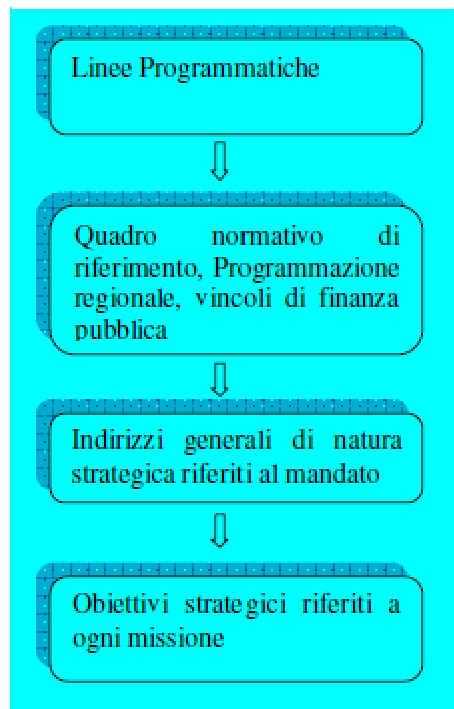 Linee Programmatiche
Quadro normativo di
riferimento, Programmazione
regionale, vincoli di finanza
pubblica
Indirizzi generali di natura
strategica riferiti al mandato
Obiettivi strategici riferiti a
ogni missione